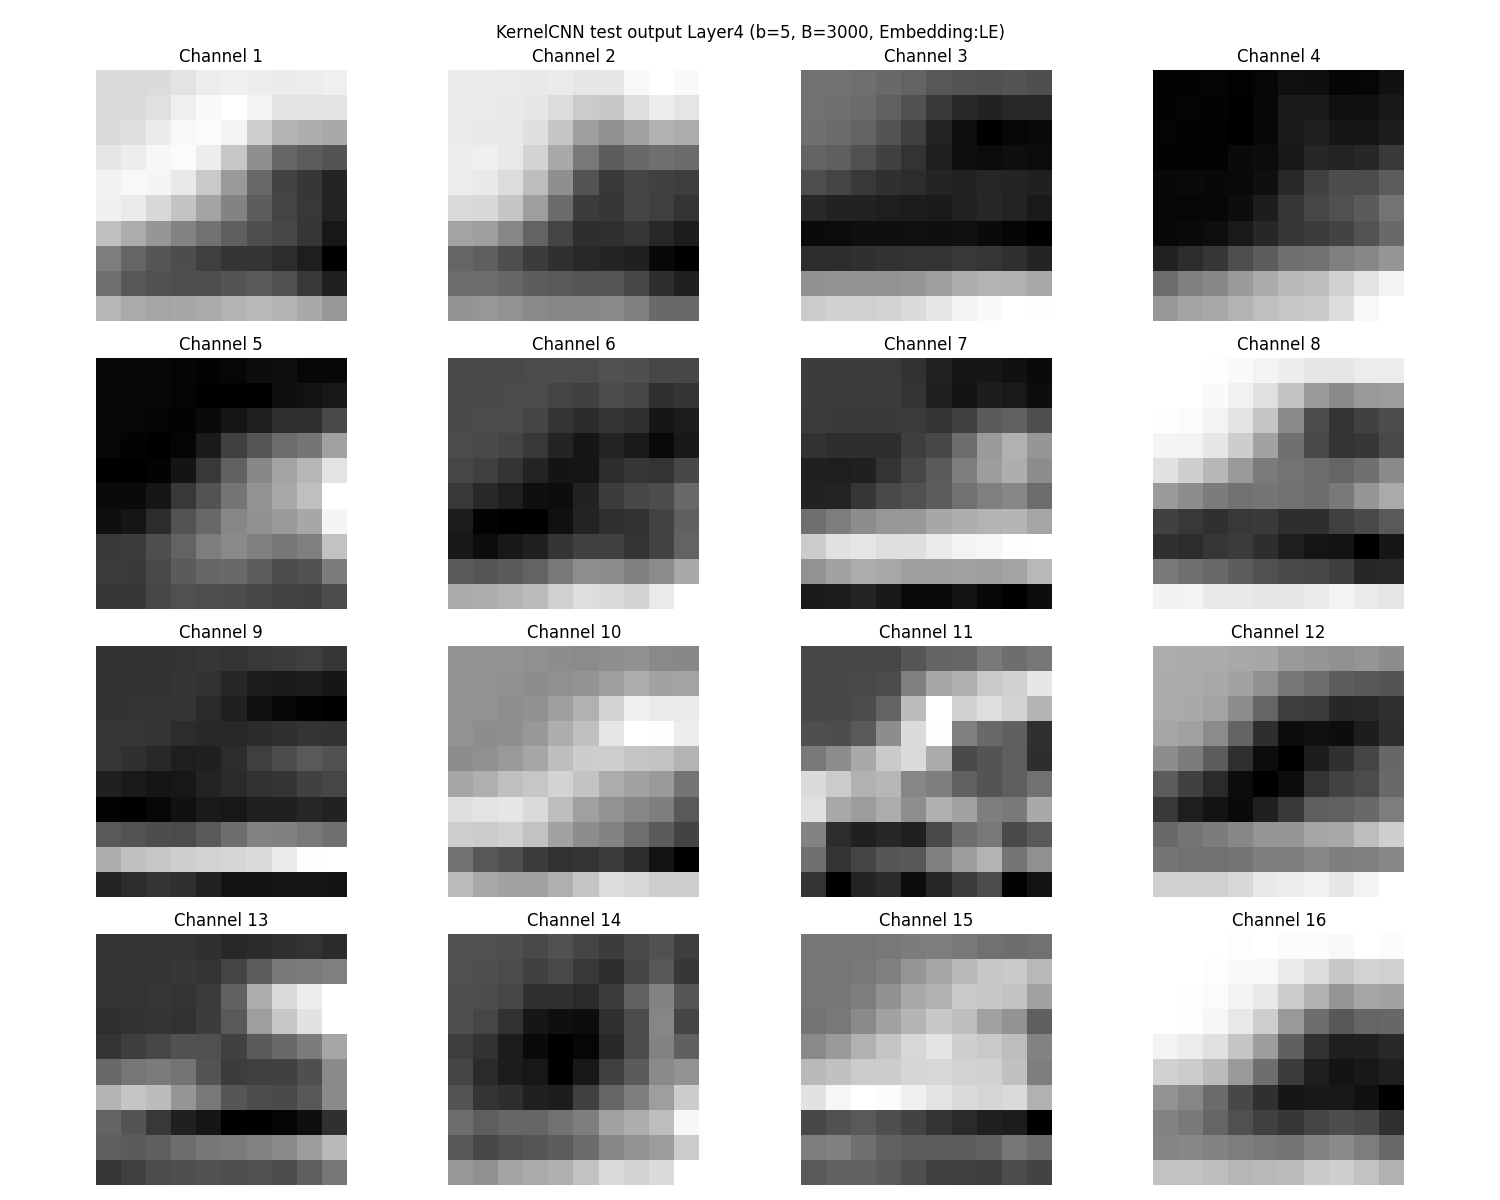 KernelCNN test output Layer4 (b=5, B=3000, Embedding:LE)
Channel 1
Channel 2
Channel 3
Channel 4
Channel 5
Channel 6
Channel 7
Channel 8
Channel 9
Channel 10
Channel 11
Channel 12
Channel 13
Channel 14
Channel 15
Channel 16